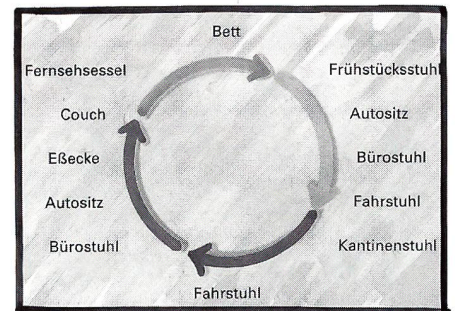 Bett
Frühstücksstuhl
Autositz
Bürostuhl
Fahrstuhl
Kantinenstuhl
Fahrstuhl
Bürostuhl
Autositz
Eßecke
Couch
Fernsehsessel